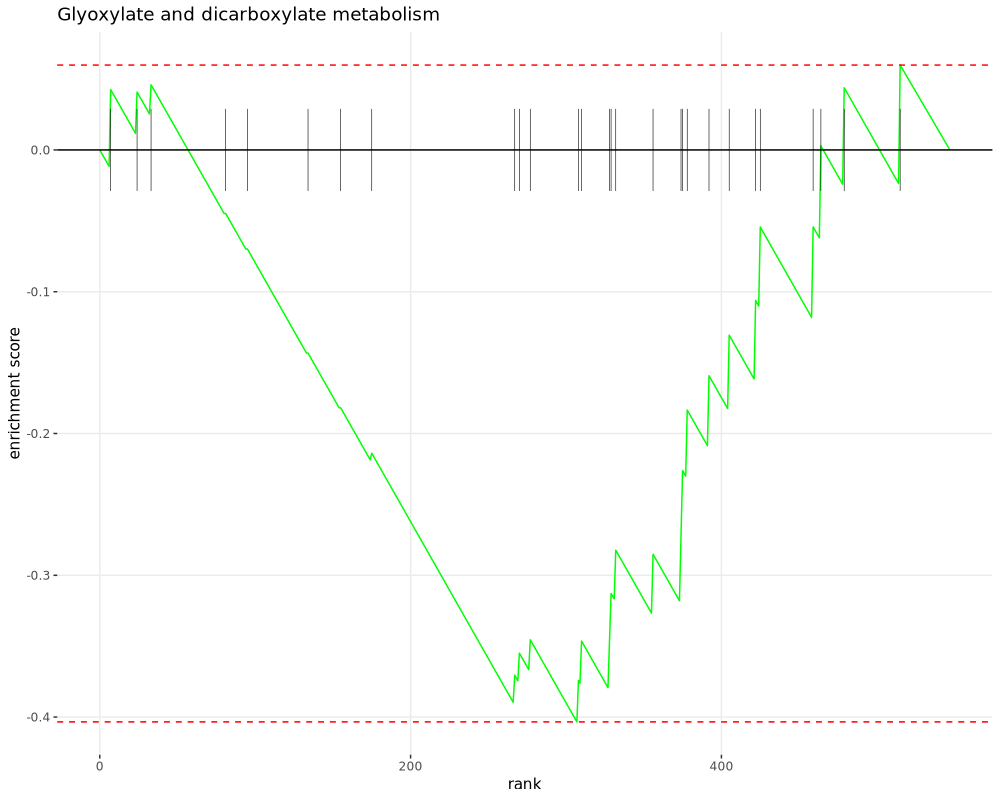 Glyoxylate and dicarboxylate metabolism
enrichment score
0.0
-0.1
-0.2
-0.3
-0.4
0
200
400
rank